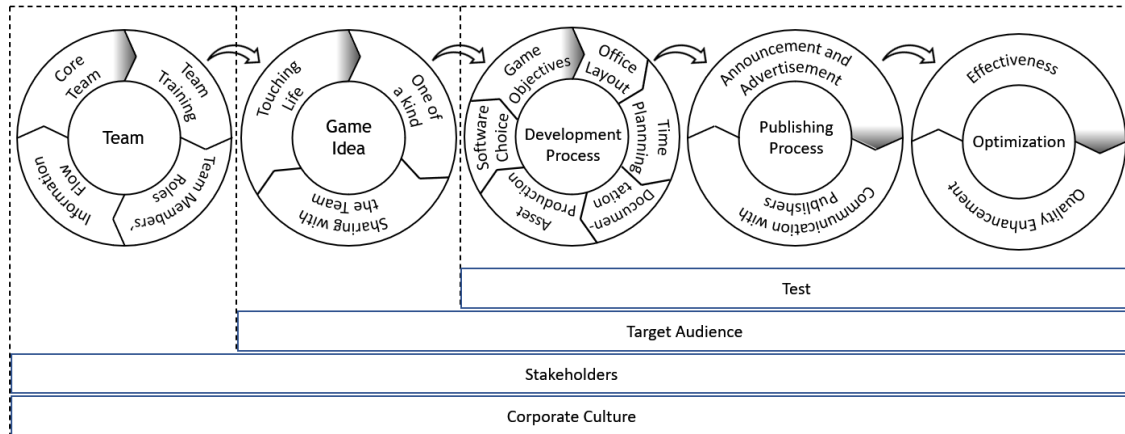 Core
Team
Team
Training
Team Members'
Roles
Information
Flow
Team
Touching
Life
One of
a kind
Sharing with
the Team
Game
Idea
Game
Objectives
Office
Layout
Time
Plannning
Documen-
tation
Asset
Production
Software
Choice
Development
Process
Announcement and
Advertisement
Communication with
Publishers
Publishing
Process
Effectiveness
Quality Enhancement
Optimization
Test
Target Audience
Stakeholders
Corporate Culture